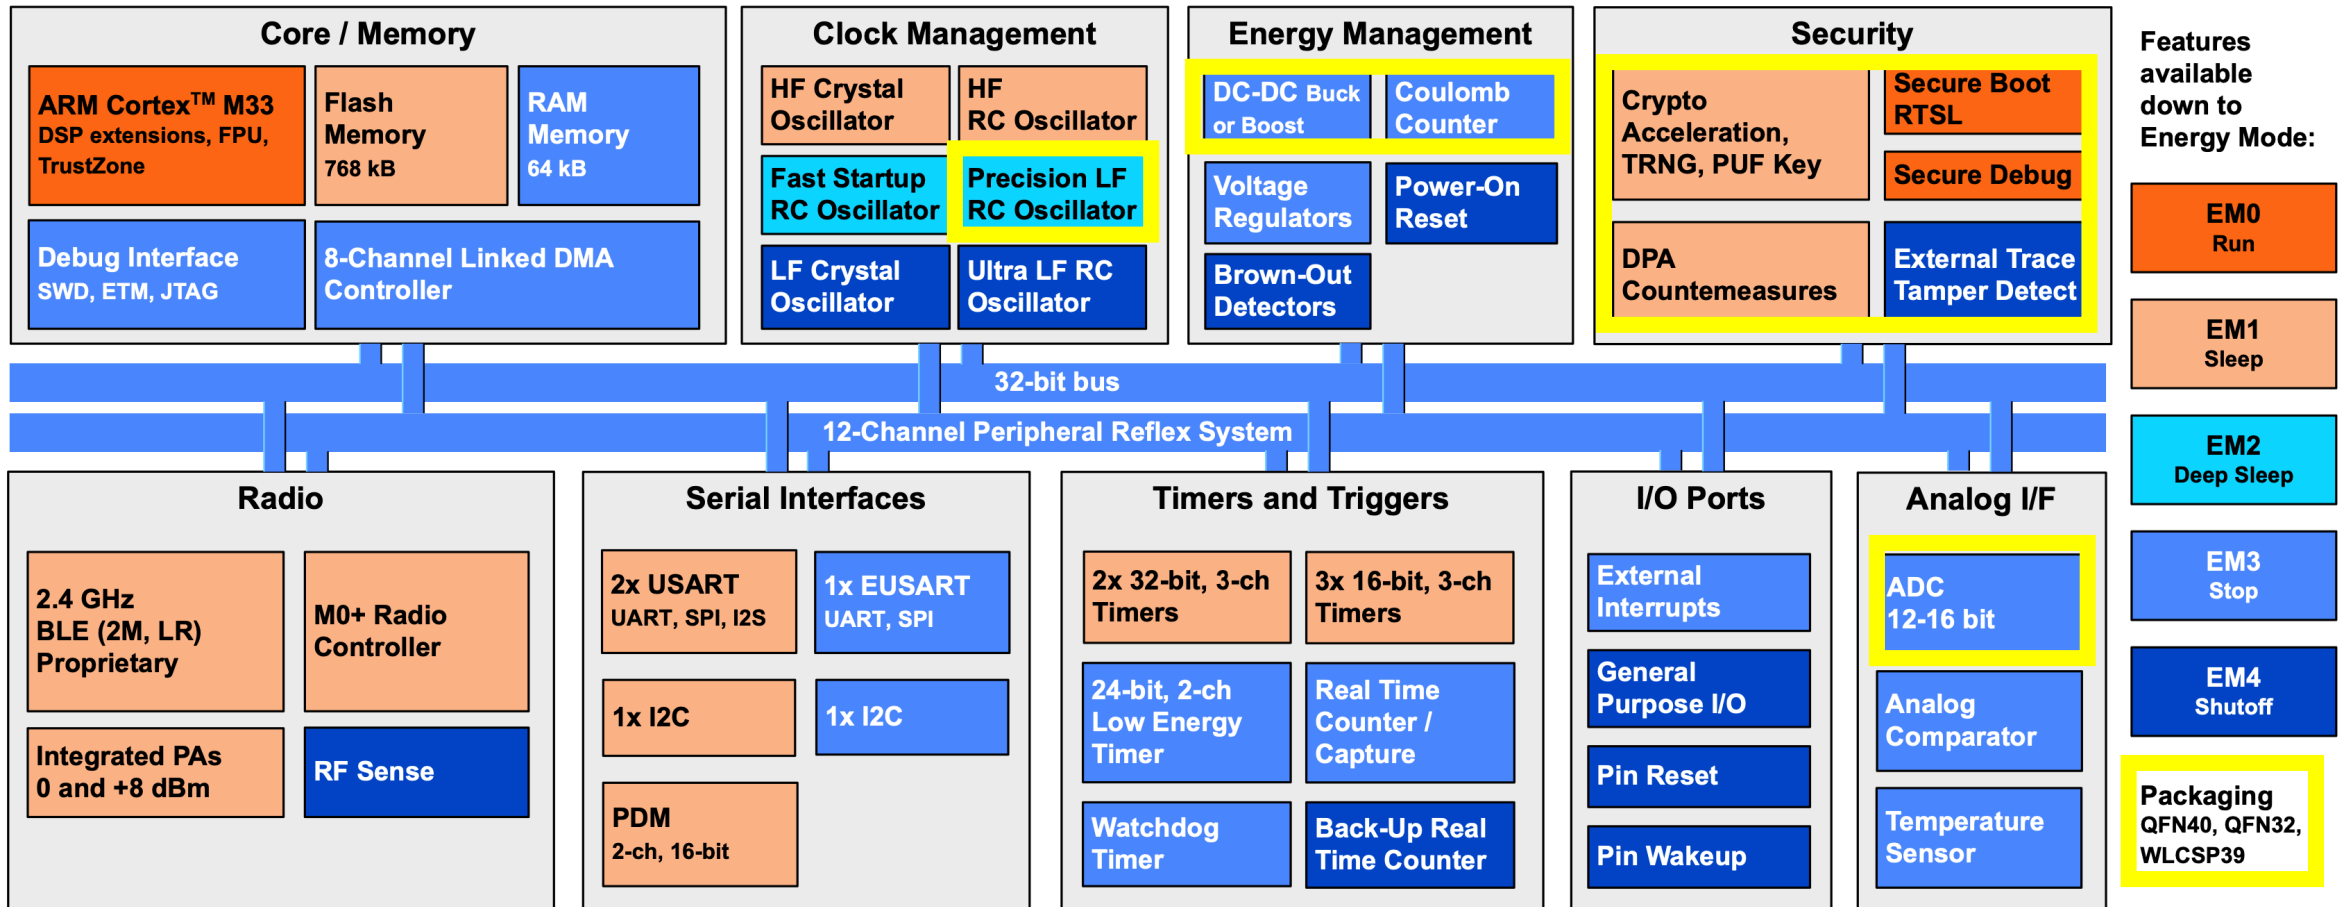 Core / Memory
ARM Cortex™ M33
DSP extensions, FPU,
TrustZone
Flash
Memory
768 kB
RAM
Memory
64 kB
Debug Interface
SWD, ETM, JTAG
8-Channel Linked DMA
Controller
Clock Management
HF Crystal
Oscillator
HF
RC Oscillator
Fast Startup
RC Oscillator
Precision LF
RC Oscillator
LF Crystal
Oscillator
Ultra LF RC
Oscillator
Energy Management
DC-DC Buck
or Boost
Coulomb
Counter
Voltage
Regulators
Power-On
Reset
Brown-Out
Detectors
Security
Crypto
Acceleration,
TRNG, PUF Key
Secure Boot
RTSL
Secure Debug
DPA
Countemeasures
External Trace
Tamper Detect
Features
available
down to
Energy Mode:
EM0
Run
EM1
Sleep
EM2
Deep Sleep
EM3
Stop
EM4
Shutoff
Packaging
QFN40, QFN32,
WLCSP39
32-bit bus
12-Channel Peripheral Reflex System
Radio
2.4 GHz
BLE (2M, LR)
Proprietary
M0+ Radio
Controller
Integrated PAs
0 and +8 dBm
RF Sense
Serial Interfaces
2x USART
UART, SPI, I2S
1x EUSART
UART, SPI
1x I2C
1x I2C
PDM
2-ch, 16-bit
Timers and Triggers
2x 32-bit, 3-ch
Timers
3x 16-bit, 3-ch
Timers
24-bit, 2-ch
Low Energy
Timer
Real Time
Counter /
Capture
Watchdog
Timer
Back-Up Real
Time Counter
I/O Ports
External
Interrupts
General
Purpose I/O
Pin Reset
Pin Wakeup
Analog I/F
ADC
12-16 bit
Analog
Comparator
Temperature
Sensor